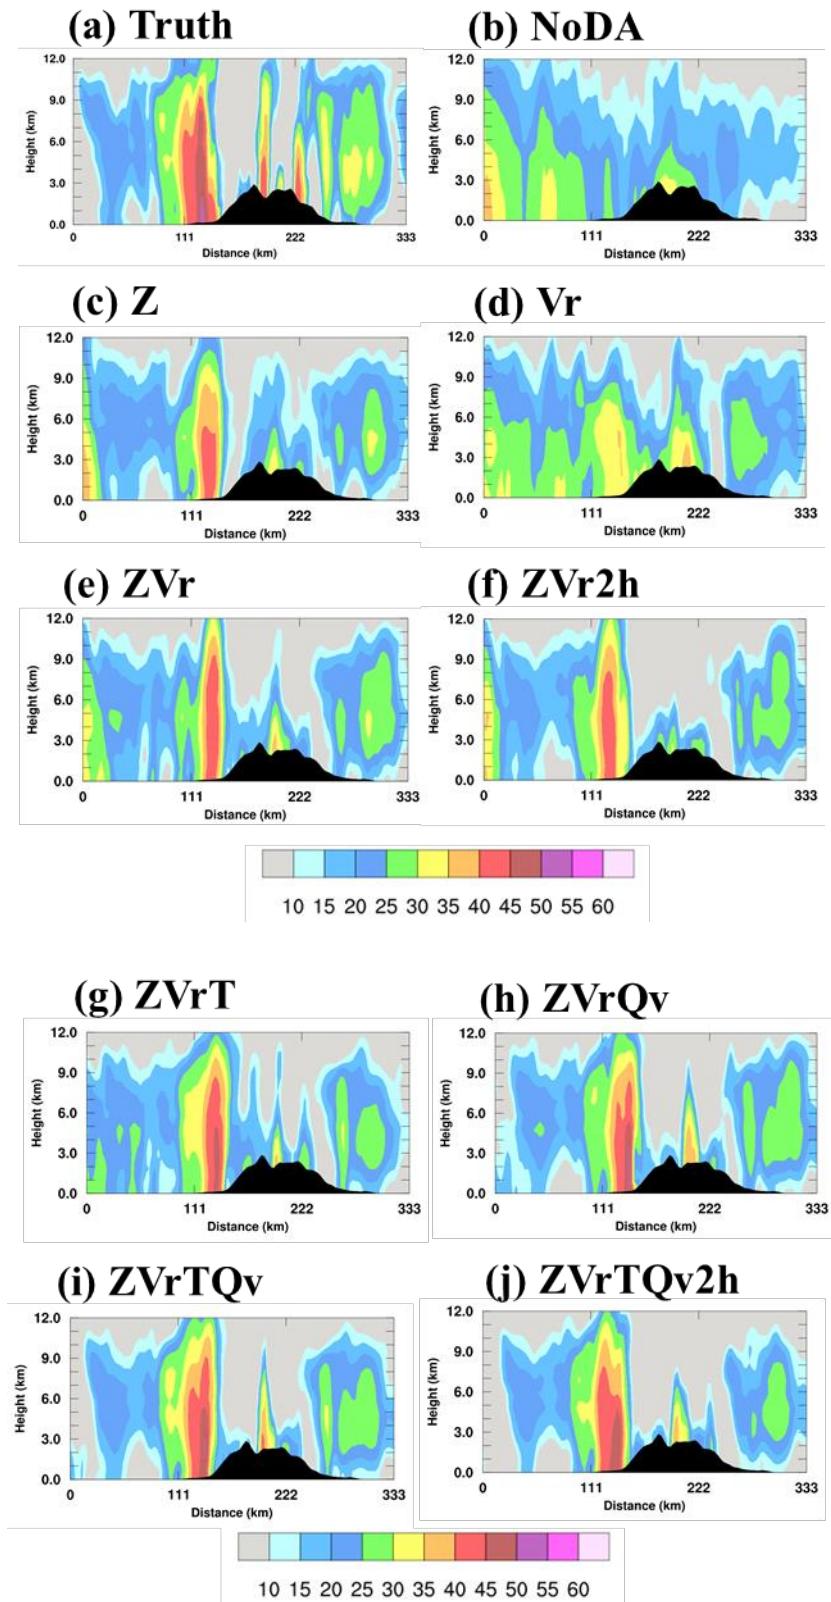 (a) Truth
(b) NoDA
12.0
9.0
6.0
3.0
0.0
Height (km)
0 111 222 333
Distance (km)
12.0
9.0
6.0
3.0
0.0
Height (km)
0 111 222 333
Distance (km)
(c) Z
(d) Vr
12.0
9.0
6.0
3.0
0.0
Height (km)
0 111 222 333
Distance (km)
12.0
9.0
6.0
3.0
0.0
Height (km)
0 111 222 333
Distance (km)
(e) ZVr
(f) ZVr2h
12.0
9.0
6.0
3.0
0.0
Height (km)
0 111 222 333
Distance (km)
12.0
9.0
6.0
3.0
0.0
Height (km)
0 111 222 333
Distance (km)
10 15 20 25 30 35 40 45 50 55 60
(g) ZVrT
(h) ZVrQv
12.0
9.0
6.0
3.0
0.0
Height (km)
0 111 222 333
Distance (km)
12.0
9.0
6.0
3.0
0.0
Height (km)
0 111 222 333
Distance (km)
(i) ZVrTQv
(j) ZVrTQv2h
12.0
9.0
6.0
3.0
0.0
Height (km)
0 111 222 333
Distance (km)
12.0
9.0
6.0
3.0
0.0
Height (km)
0 111 222 333
Distance (km)
10 15 20 25 30 35 40 45 50 55 60